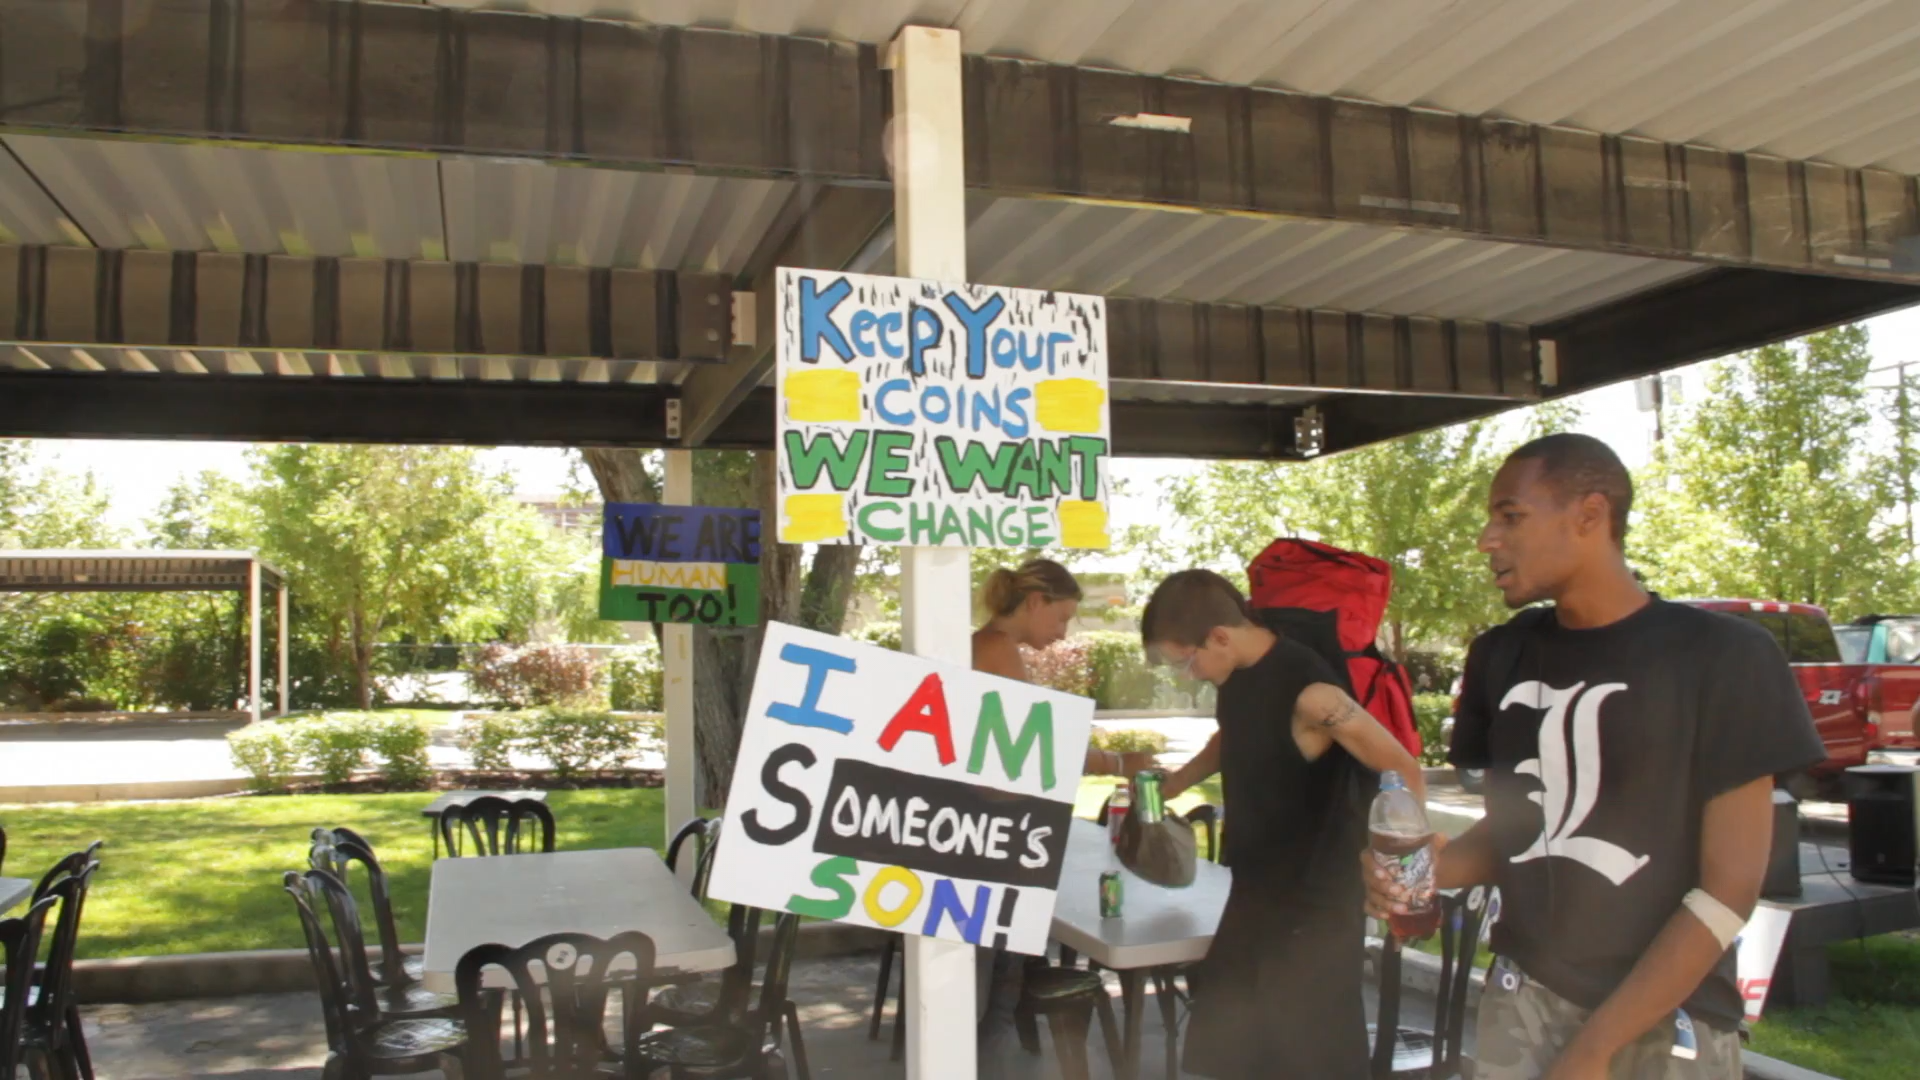 Keep Your
COINS
WE WANT
CHANGE
WE ARE
HUMAN
TOO!
I AM
SOMEONE'S
SON!
L